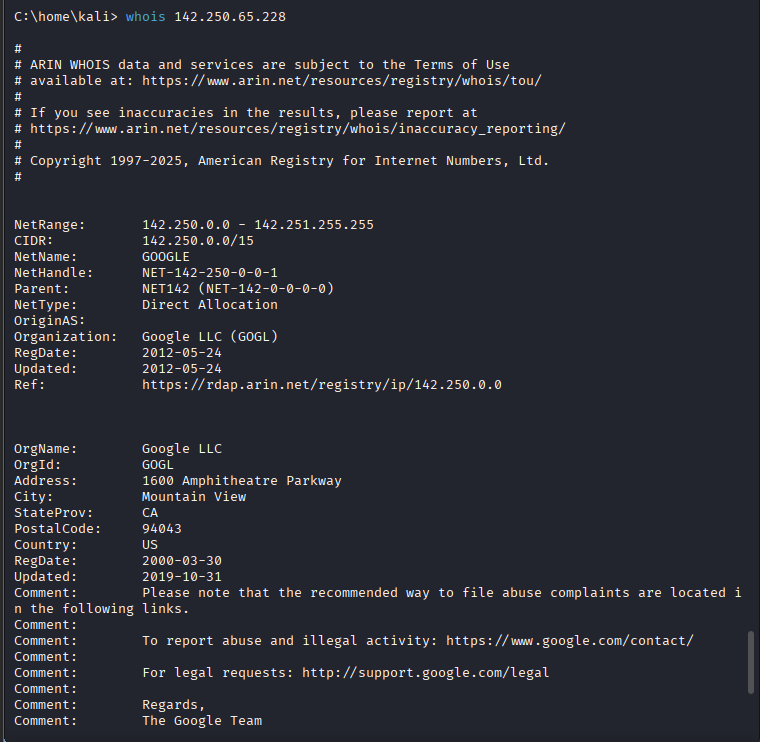 C:\home\kali> whois 142.250.65.228
#
# ARIN WHOIS data and services are subject to the Terms of Use
# available at: https://www.arin.net/resources/registry/whois/tou/
#
# If you see inaccuracies in the results, please report at
# https://www.arin.net/resources/registry/whois/inaccuracy_reporting/
#
# Copyright 1997-2025, American Registry for Internet Numbers, Ltd.
#
NetRange:       142.250.0.0 - 142.251.255.255
CIDR:           142.250.0.0/15
NetName:        GOOGLE
NetHandle:      NET-142-250-0-0-1
Parent:         NET142 (NET-142-0-0-0-0)
NetType:        Direct Allocation
OriginAS:
Organization:   Google LLC (GOGL)
RegDate:        2012-05-24
Updated:        2012-05-24
Ref:            https://rdap.arin.net/registry/ip/142.250.0.0
OrgName:        Google LLC
OrgId:          GOGL
Address:        1600 Amphitheatre Parkway
City:           Mountain View
StateProv:      CA
PostalCode:     94043
Country:        US
RegDate:        2000-03-30
Updated:        2019-10-31
Comment:        Please note that the recommended way to file abuse complaints are located i
n the following links.
Comment:
Comment:        To report abuse and illegal activity: https://www.google.com/contact/
Comment:
Comment:        For legal requests: http://support.google.com/legal
Comment:
Comment:        Regards,
Comment:        The Google Team